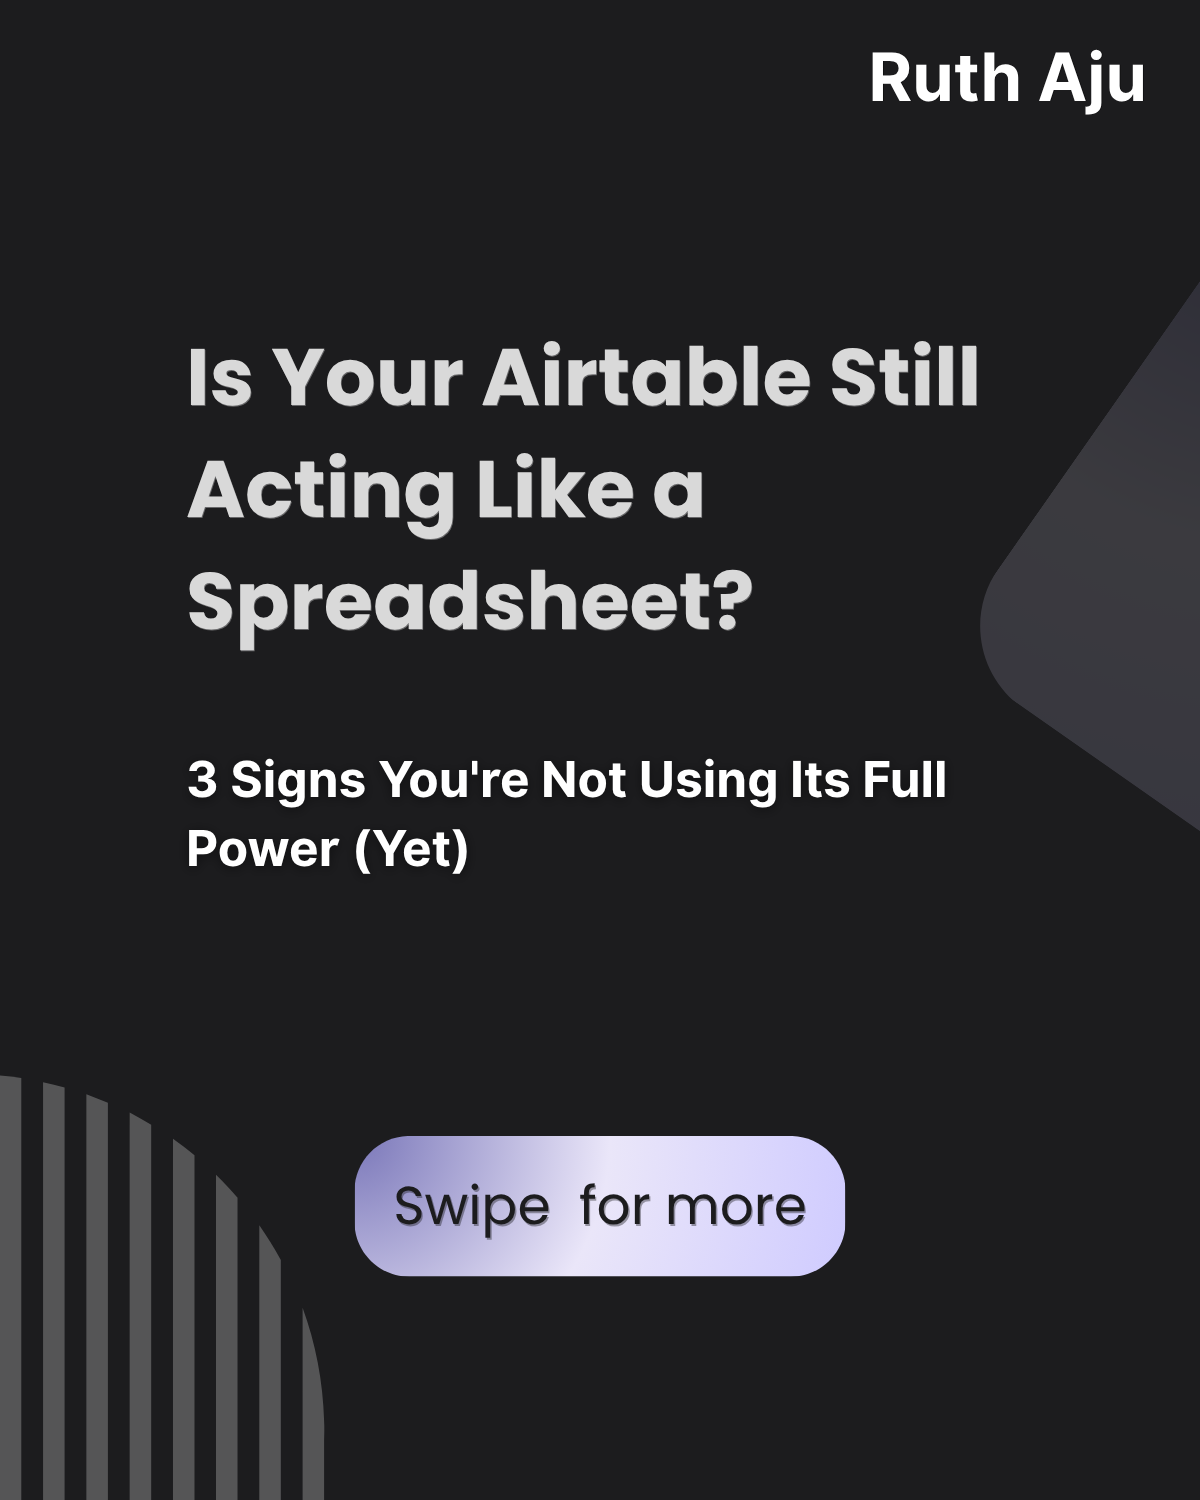 Ruth Aju
Is Your Airtable Still
Acting Like a
Spreadsheet?
3 Signs You're Not Using Its Full
Power (Yet)
Swipe  for more